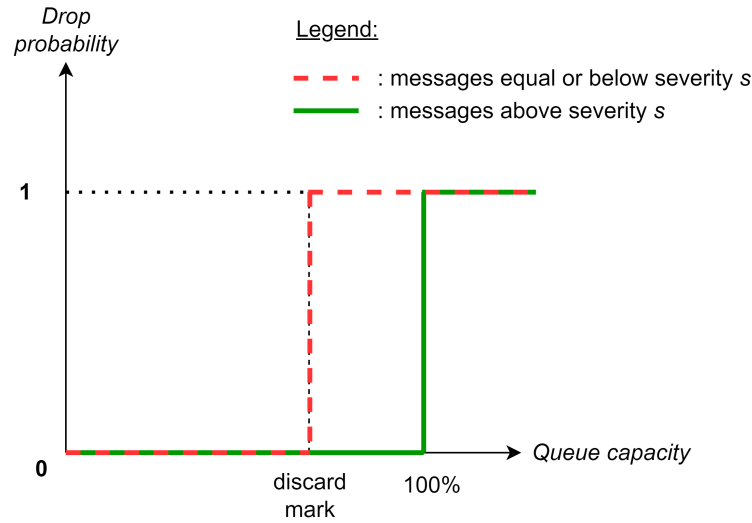 Drop
probability
Legend:
: messages equal or below severity s
: messages above severity s
1
0
Queue capacity
discard
mark
100%